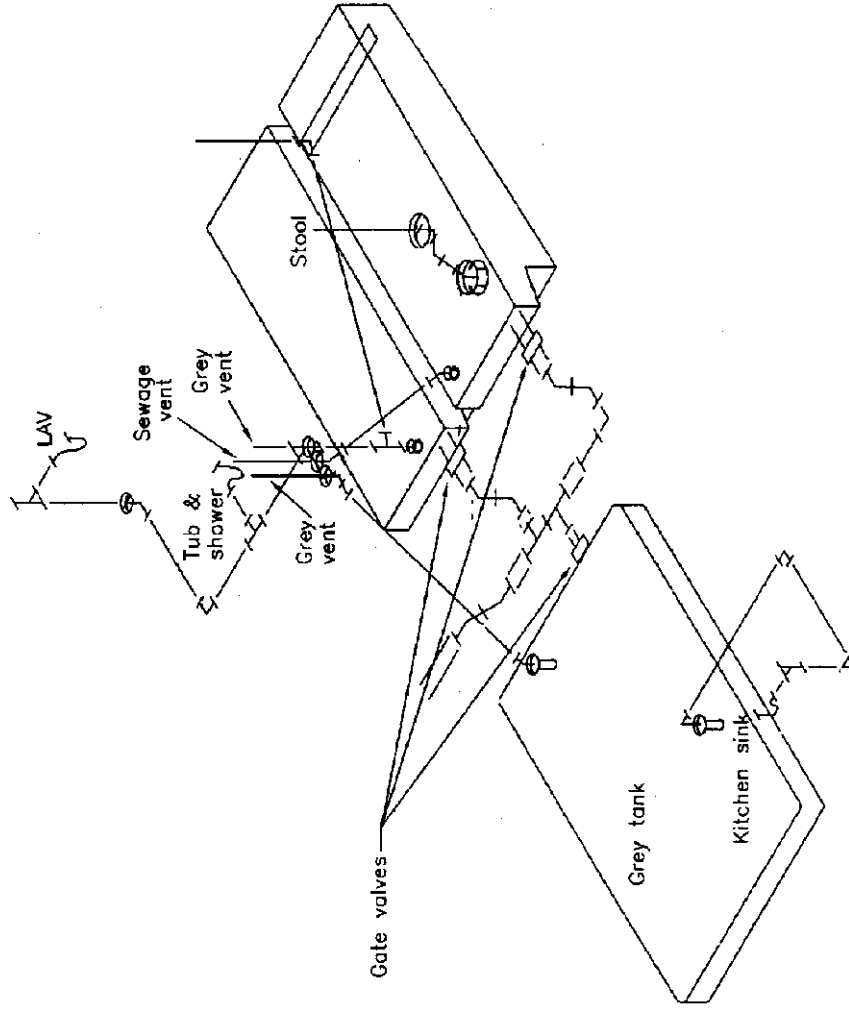 LAV
Sewage
vent
Grey
vent
Tub &
shower
Grey
vent
Stool
Gate valves
Grey tank
Kitchen sink